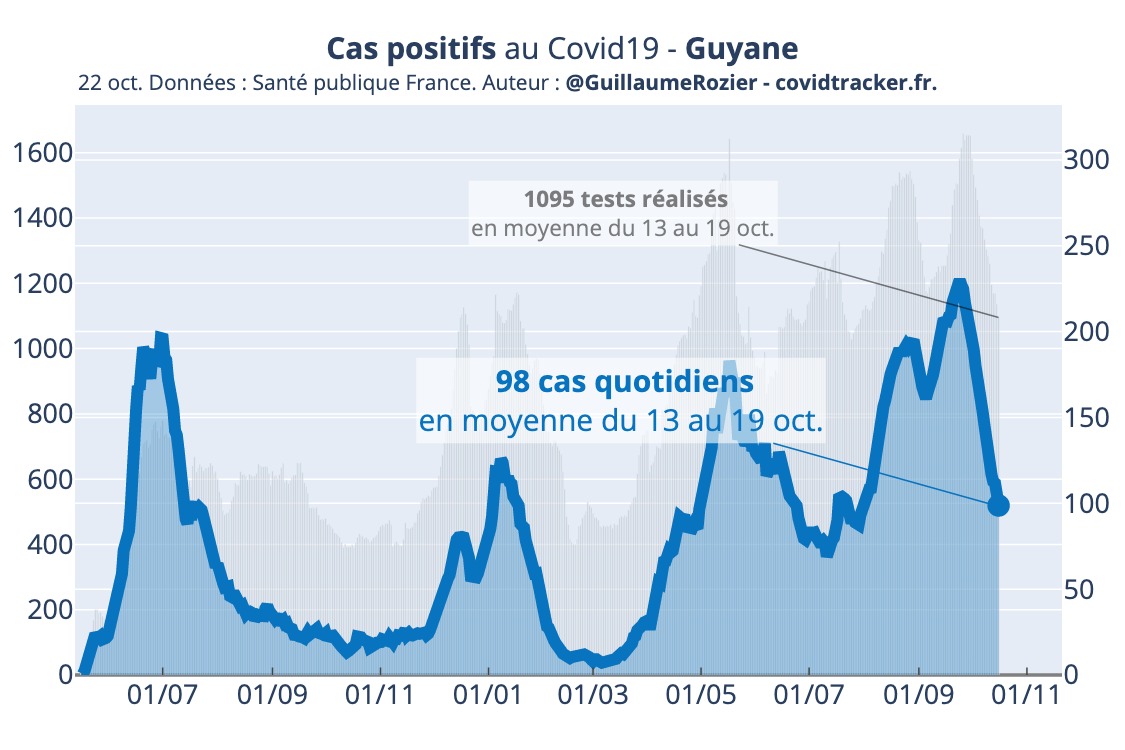 Cas positifs au Covid19 - Guyane
22 oct. Données : Santé publique France. Auteur : @GuillaumeRozier - covidtracker.fr.
1600
1400
1200
1000
800
600
400
200
0
300
250
200
150
100
50
0
1095 tests réalisés
en moyenne du 13 au 19 oct.
98 cas quotidiens
en moyenne du 13 au 19 oct.
01/07 01/09 01/11 01/01 01/03 01/05 01/07 01/09 01/11